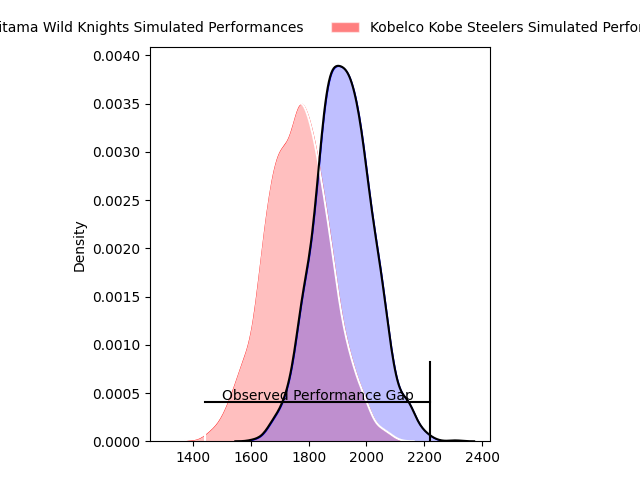 itama Wild Knights Simulated Performances
Kobelco Kobe Steelers Simulated Perfor
0.0040
0.0035
0.0030
0.0025
0.0020
0.0015
0.0010
0.0005
0.0000
Density
Observed Performance Gap
1400 1600 1800 2000 2200 2400